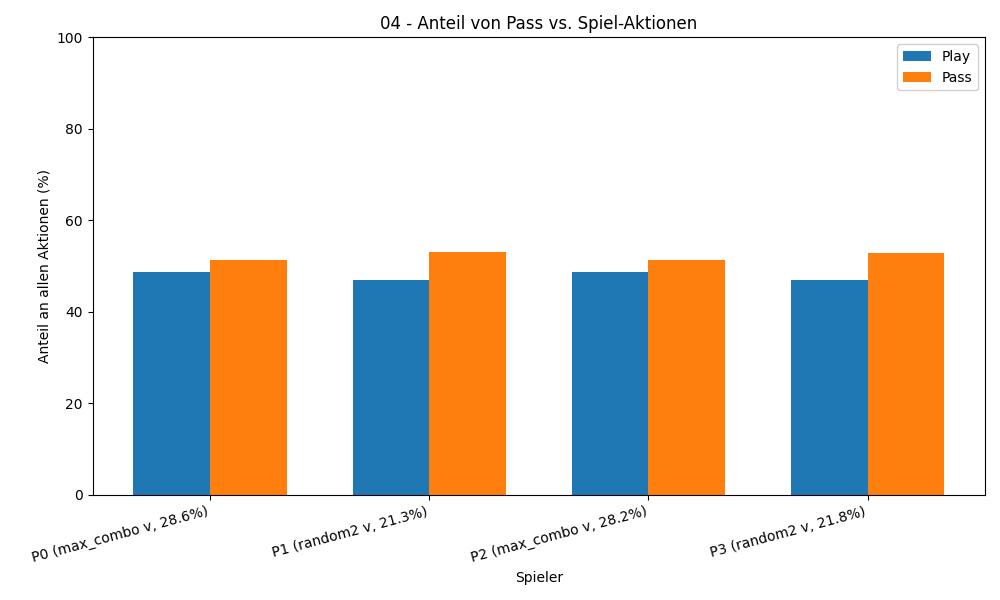 04 - Anteil von Pass vs. Spiel-Aktionen
Play
Pass
Anteil an allen Aktionen (%)
100
80
60
40
20
0
P0 (max_combo v, 28.6%)
P1 (random2 v, 21.3%)
P2 (max_combo v, 28.2%)
P3 (random2 v, 21.8%)
Spieler